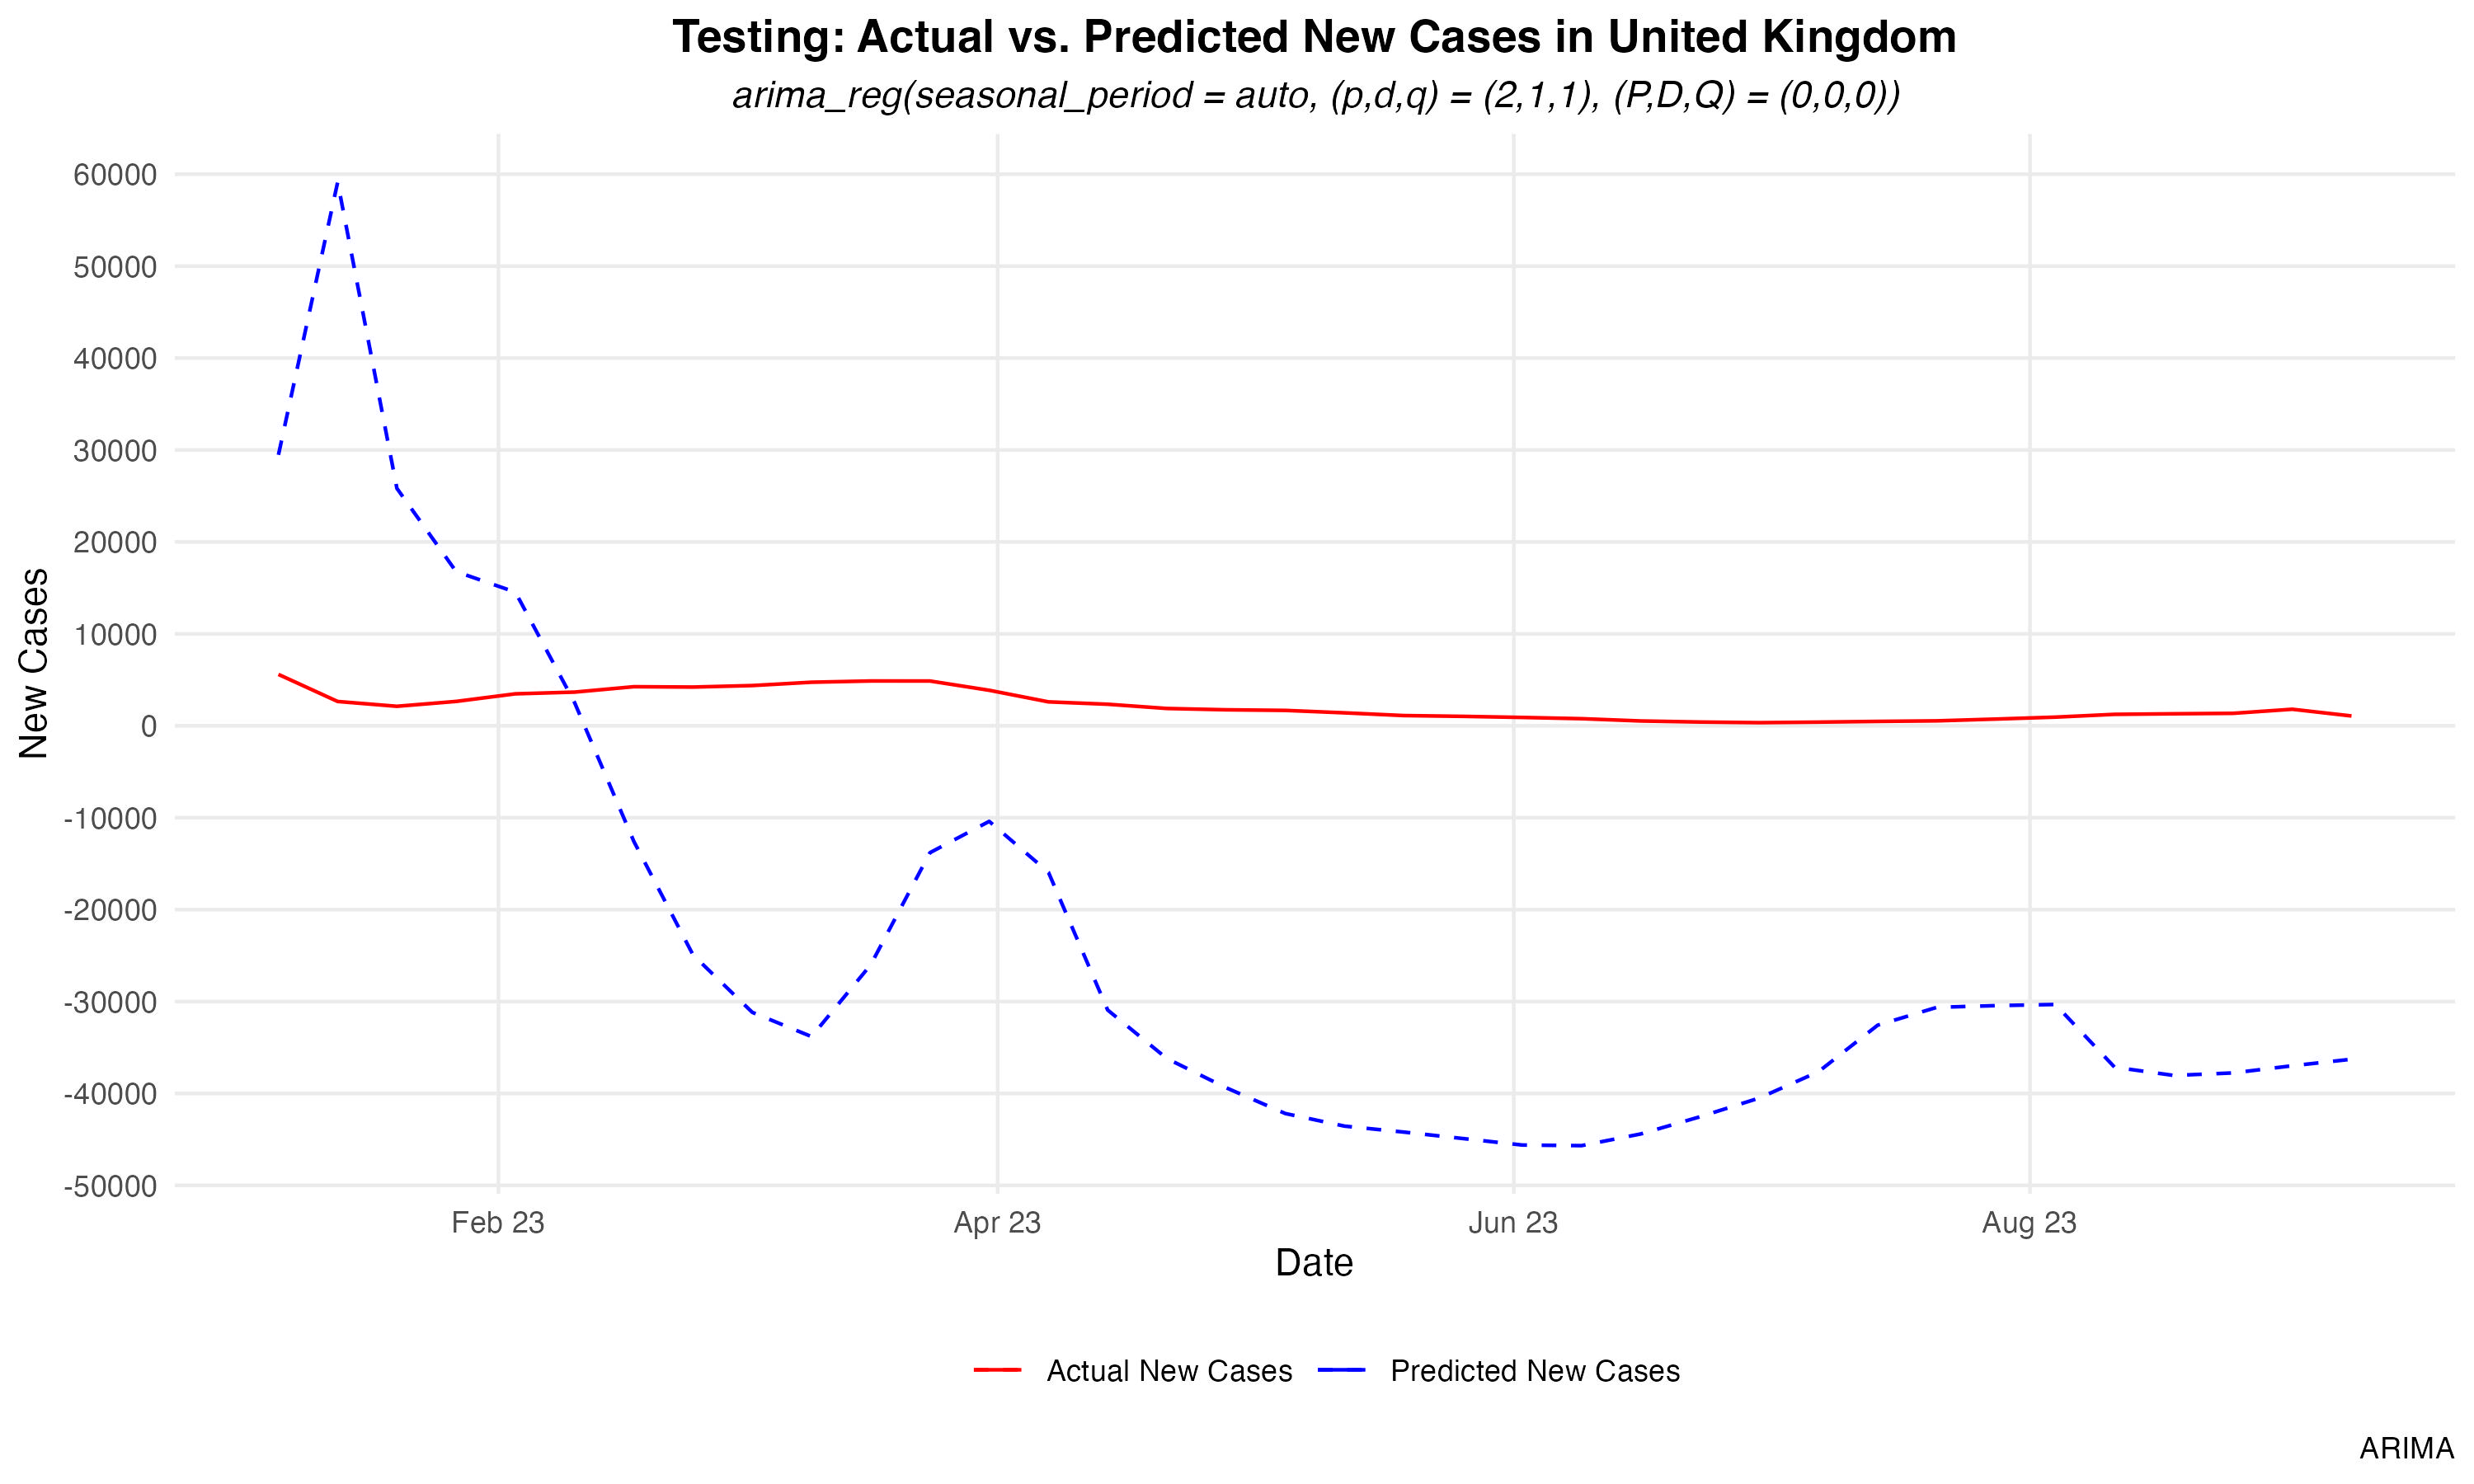 Testing: Actual vs. Predicted New Cases in United Kingdom
arima_reg(seasonal_period = auto, (p,d,q) = (2,1,1), (P,D,Q) = (0,0,0))
New Cases
60000
50000
40000
30000
20000
10000
0
-10000
-20000
-30000
-40000
-50000
Feb 23
Apr 23
Jun 23
Aug 23
Date
Actual New Cases
Predicted New Cases
ARIMA